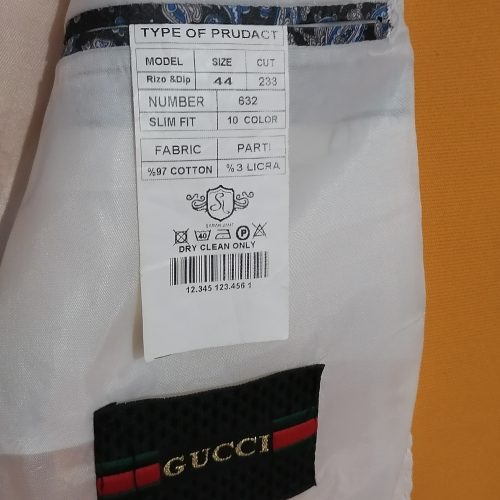 TYPE OF PRUDACT
MODEL SIZE CUT
Rizo &Dip 44 233
NUMBER 632
SLIM FIT 10 COLOR
FABRIC PARTI
%97 COTTON %3 LICRA
40 P
DRY CLEAN ONLY
12.345 123.456 1
GUCCI